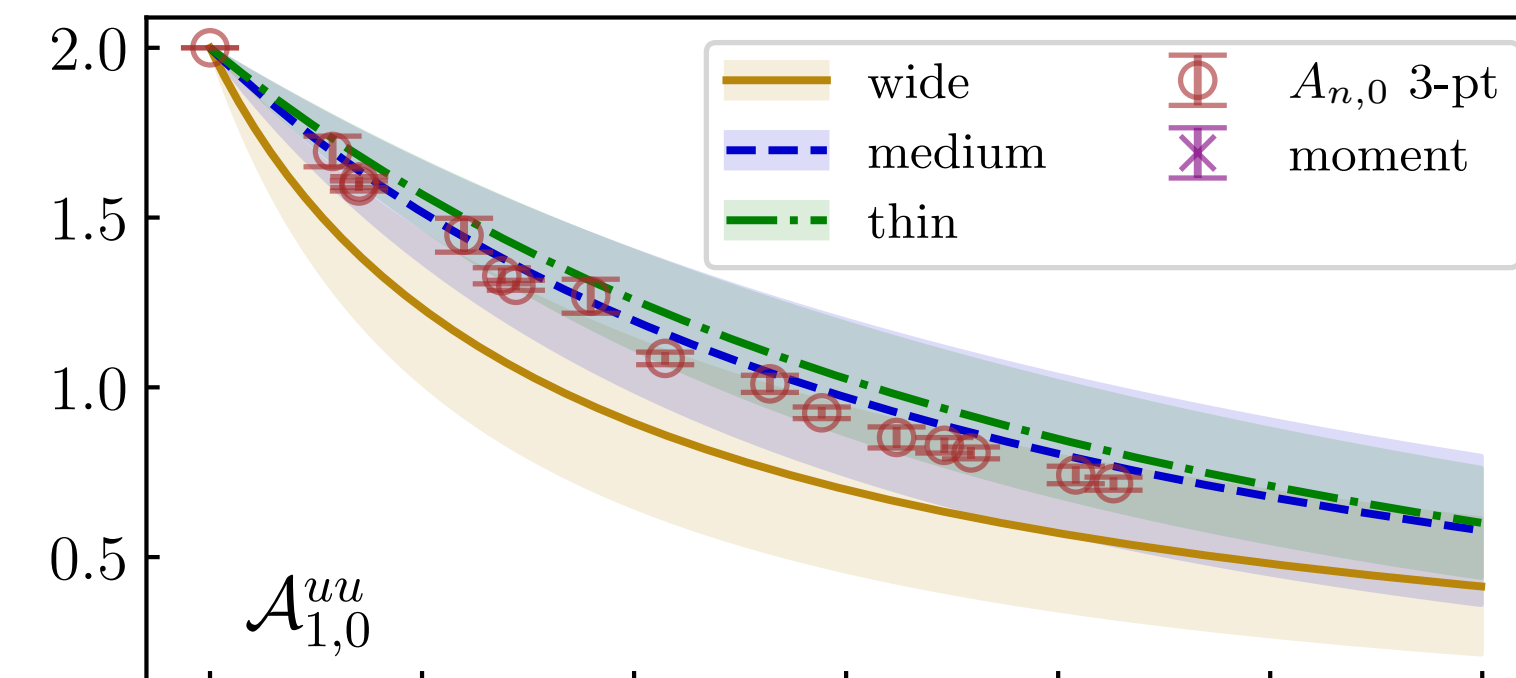 2.0
1.5
1.0
0.5
wide
medium
thin
A_{n,0} 3-pt
moment
𝒜^{uu}_{1,0}